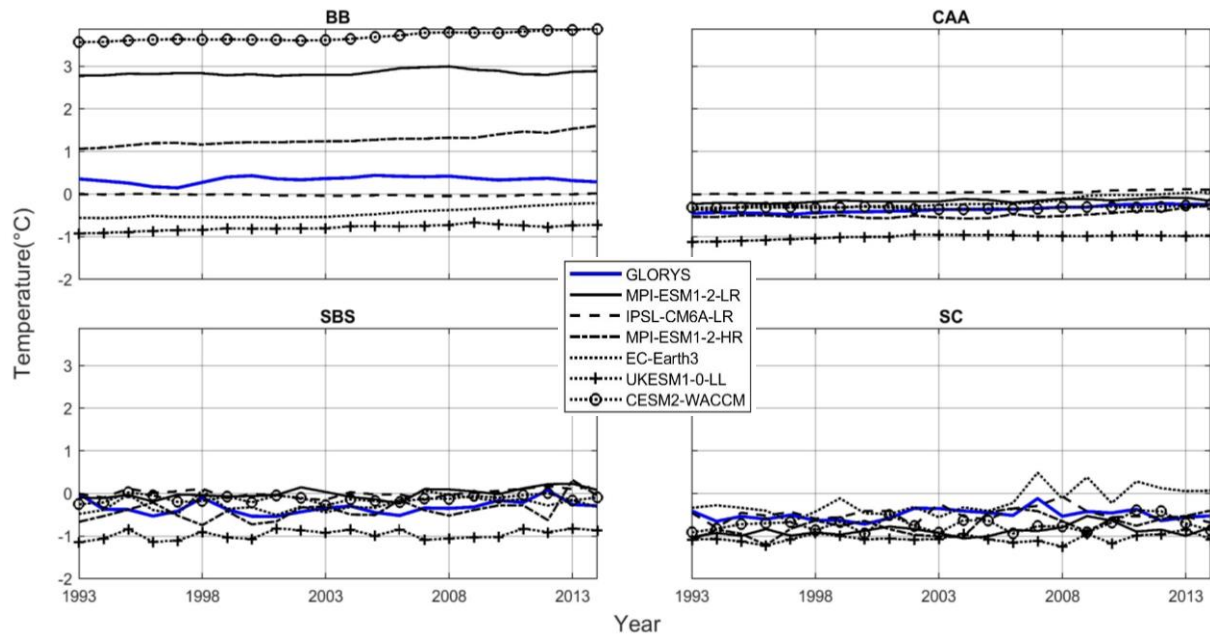 BB
CAA
3
2
1
0
-1
-2
Temperature(°C)
GLORYS
MPI-ESM1-2-LR
IPSL-CM6A-LR
MPI-ESM1-2-HR
EC-Earth3
UKESM1-0-LL
CESM2-WACCM
SBS
SC
3
2
1
0
-1
-2
1993
1998
2003
2008
2013
1993
1998
2003
2008
2013
Year